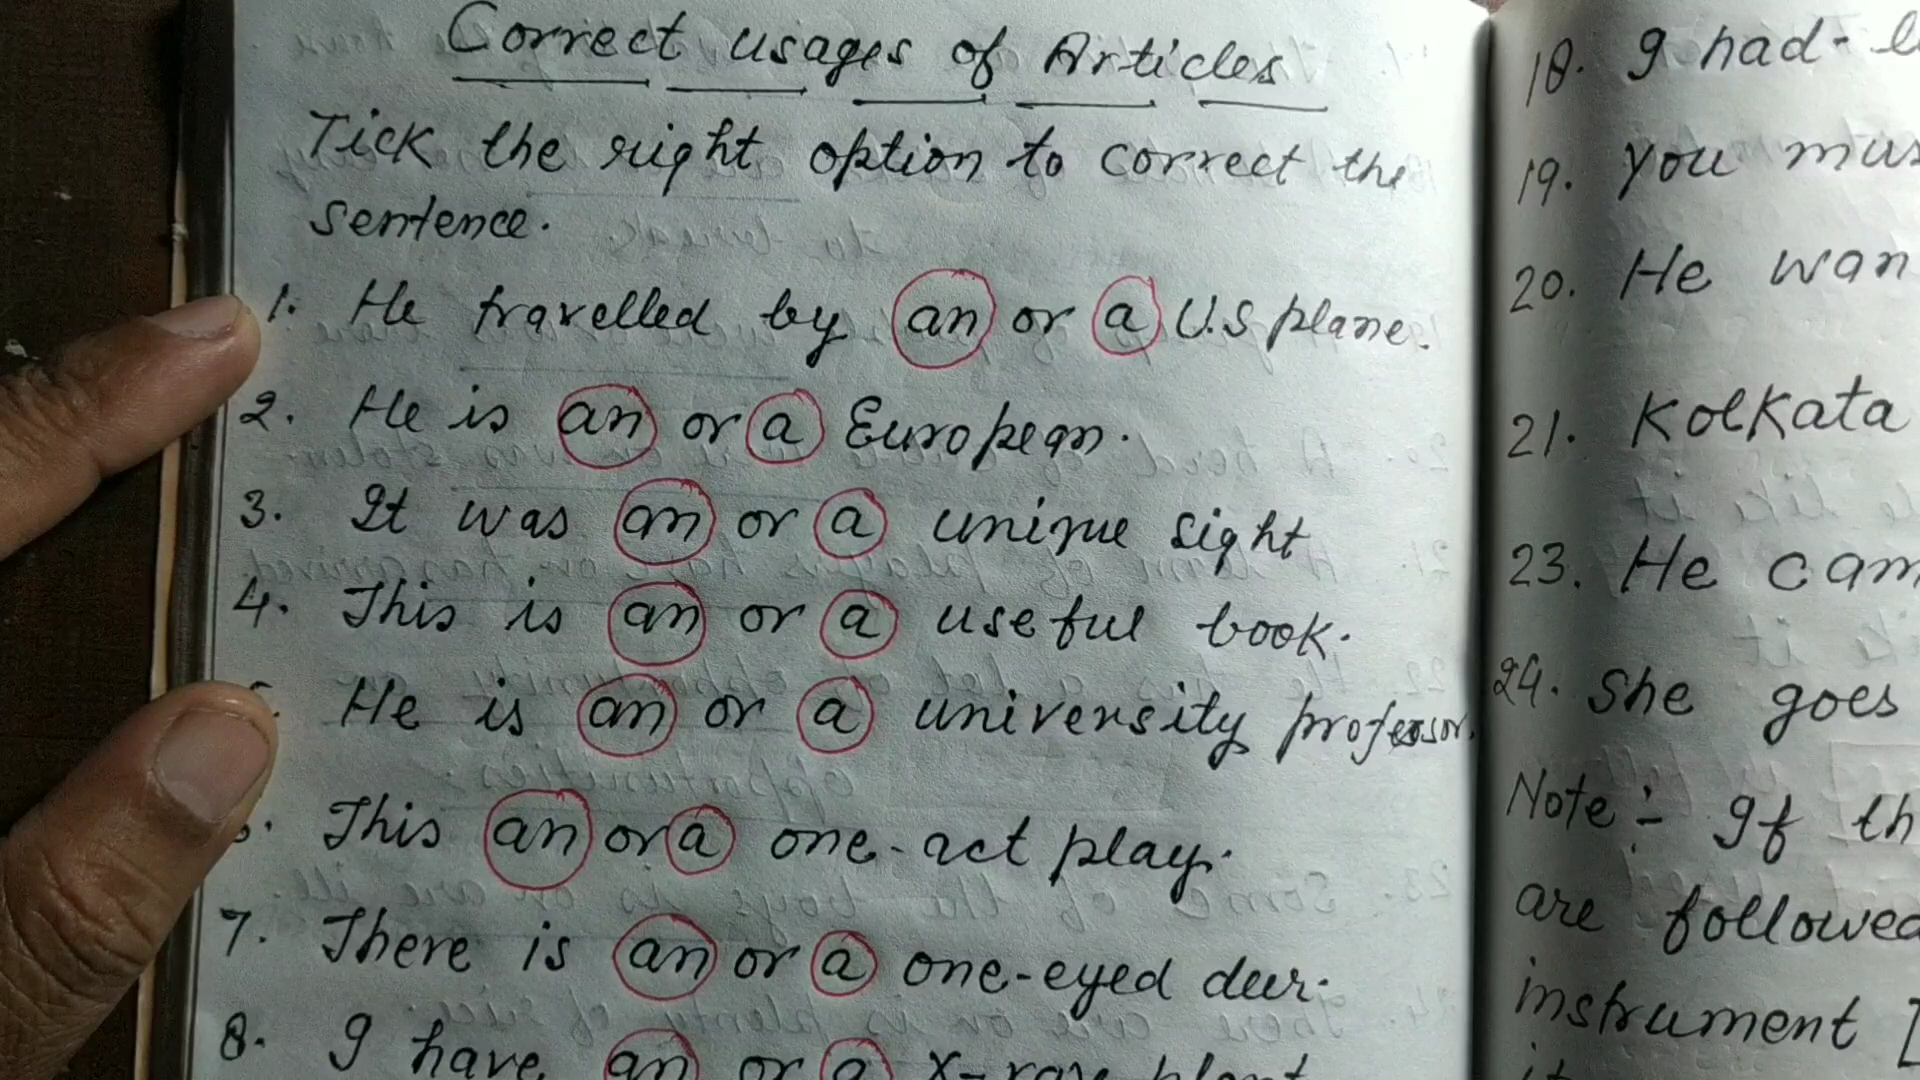 Correct usages of Articles
Tick the right option to correct the
sentence.
1. He travelled by an or a U.S plane.
2. He is an or a European.
3. It was an or a unique sight
4. This is an or a useful book.
He is an or a university professor.
This an or a one-act play.
7. There is an or a one-eyed deer.
8. I have an or a X-ray plant
18. I had
19. you
20. He
21. Kolkata
23. He
24. She goes
Note :- If
are followed
instrument